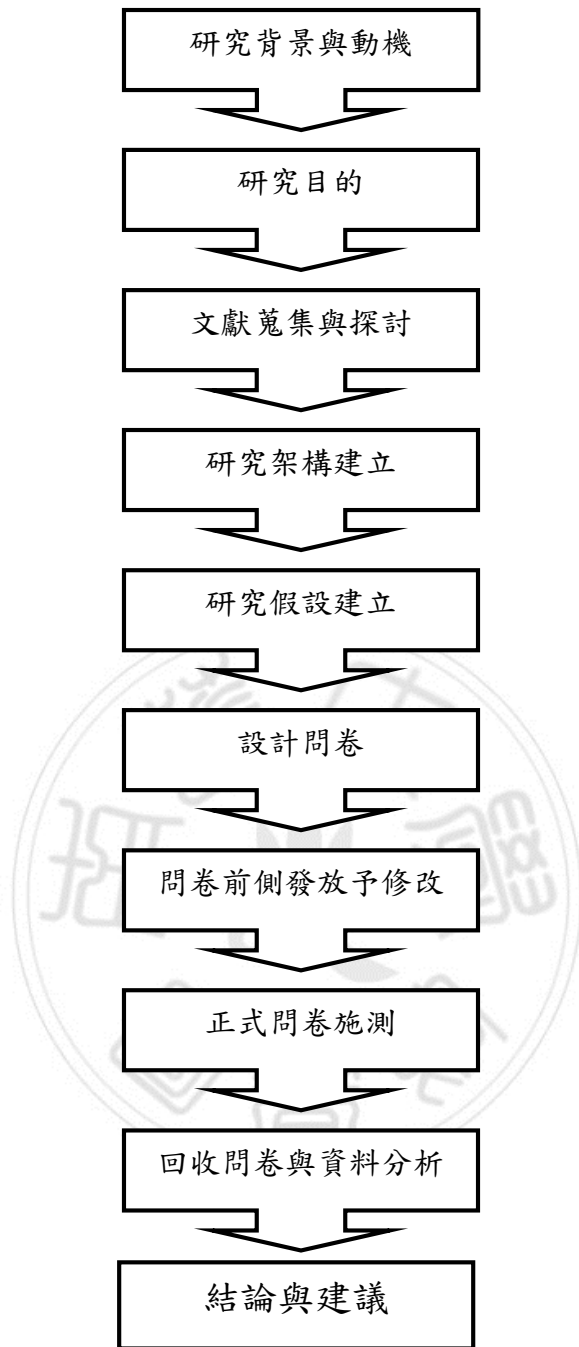 研究背景與動機
研究目的
文獻蒐集與探討
研究架構建立
研究假設建立
設計問卷
問卷前側發放予修改
正式問卷施測
回收問卷與資料分析
結論與建議